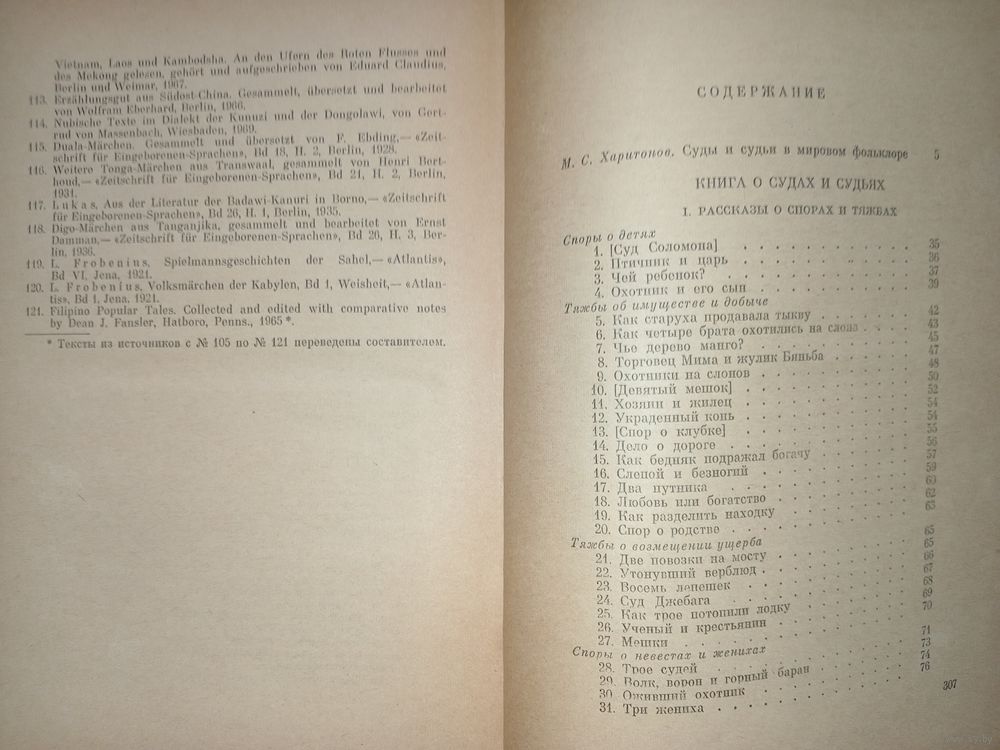 Vietnam, Laos und Kambodsha. An den Ufern des Roten Flusses und
des Mekong gelesen, gehört und aufgeschrieben von Eduard Claudius,
Berlin und Weimar, 1967.
113. Erzählungsgut aus Südost-China. Gesammelt, übersetzt und bearbeitet
von Wolfram Eberhard, Berlin, 1966.
114. Nubische Texte im Dialekt der Kunuzi und der Dongolawi, von Gert-
rud von Massenbach, Wiesbaden, 1969.
115. Duala-Märchen. Gesammelt und übersetzt von F. Ebding,— «Zeit-
schrift für Eingeborenen-Sprachen», Bd 18, H. 2, Berlin, 1928.
116. Weitere Tonga-Märchen aus Transwaal, gesammelt von Henri Bert-
houd,— «Zeitschrift für Eingeborenen-Sprachen», Bd 21, H. 2, Berlin,
1931.
117. Lukas, Aus der Literatur der Badawi-Kanuri in Borno,— «Zeitschrift
für Eingeborenen-Sprachen», Bd 26, H. 1, Berlin, 1935.
118. Digo-Märchen aus Tanganjika, gesammelt und bearbeitet von Ernst
Damman,— «Zeitschrift für Eingeborenen-Sprachen», Bd 26, H. 3, Ber-
lin, 1936.
119. L. Frobenius, Spielmannsgeschichten der Sahel,— «Atlantis»,
Bd VI, Jena, 1921.
120. L. Frobenius, Volksmärchen der Kabylen, Bd 1, Weisheit,— «Atlan-
tis», Bd 1, Jena, 1921.
121. Filipino Popular Tales. Collected and edited with comparative notes
by Dean J. Fansler, Hatboro, Penns., 1965 *.
* Тексты из источников с № 105 по № 121 переведены составителем.
СОДЕРЖАНИЕ
М. С. Харитонов. Суды и судьи в мировом фольклоре 5
КНИГА О СУДАХ И СУДЬЯХ
I. РАССКАЗЫ О СПОРАХ И ТЯЖБАХ
Споры о детях
1. [Суд Соломона] . . . . . . . . 35
2. Птичник и царь . . . . . . . . 36
3. Чей ребенок? . . . . . . . . 37
4. Охотник и его сын . . . . . . . . 39
Тяжбы об имуществе и добыче
5. Как старуха продавала тыкву . . . . . . 42
6. Как четыре брата охотились на слона . . . . 43
7. Чье дерево манго? . . . . . . . . 45
8. Торговец Мима и жулик Бяньба . . . . . 47
9. Охотники на слонов . . . . . . . . 48
10. [Девятый мешок] . . . . . . . . 50
11. Хозяин и жилец . . . . . . . . 52
12. Украденный конь . . . . . . . . 54
13. [Спор о клубке] . . . . . . . . 54
14. Дело о дороге . . . . . . . . 55
15. Как бедняк подражал богачу . . . . . . 56
16. Слепой и безногий . . . . . . . . 57
17. Два путника . . . . . . . . 59
18. Любовь или богатство . . . . . . . 60
19. Как разделить находку . . . . . . . 62
20. Спор о родстве . . . . . . . . 63
Тяжбы о возмещении ущерба
21. Две повозки на мосту . . . . . . . 65
22. Утонувший верблюд . . . . . . . . 65
23. Восемь лепешек . . . . . . . . 66
24. Суд Джебага . . . . . . . . 67
25. Как трое потопили лодку . . . . . . 68
26. Ученый и крестьянин . . . . . . . 69
27. Мешки . . . . . . . . 70
Споры о невестах и женихах
28. Трое судей . . . . . . . . 71
29. Волк, ворон и горный баран . . . . . . 73
30. Оживший охотник . . . . . . . . 74
31. Три жениха . . . . . . . . 76
307